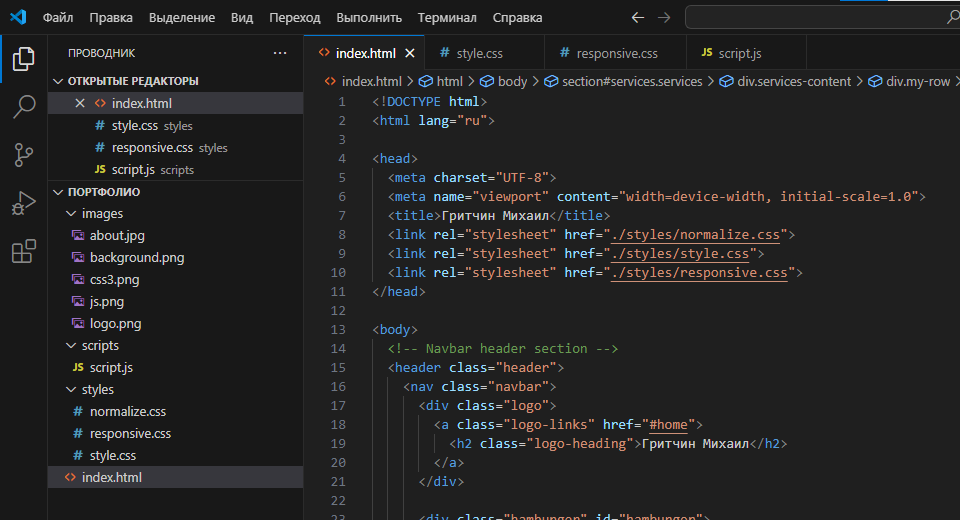 Файл Правка Выделение Вид Переход Выполнить Терминал Справка
ПРОВОДНИК
ОТКРЫТЫЕ РЕДАКТОРЫ
index.html
style.css styles
responsive.css styles
JS script.js scripts
ПОРТФОЛИО
images
about.jpg
background.png
css3.png
js.png
logo.png
scripts
JS script.js
styles
# normalize.css
# responsive.css
# style.css
index.html
index.html # style.css # responsive.css JS script.js
index.html > html > body > section#services.services > div.services-content > div.my-row >
1 <!DOCTYPE html>
2 <html lang="ru">
3
4 <head>
5 <meta charset="UTF-8">
6 <meta name="viewport" content="width=device-width, initial-scale=1.0">
7 <title>Гритчин Михаил</title>
8 <link rel="stylesheet" href="./styles/normalize.css">
9 <link rel="stylesheet" href="./styles/style.css">
10 <link rel="stylesheet" href="./styles/responsive.css">
11 </head>
12
13 <body>
14 <!-- Navbar header section -->
15 <header class="header">
16 <nav class="navbar">
17 <div class="logo">
18 <a class="logo-links" href="#home">
19 <h2 class="logo-heading">Гритчин Михаил</h2>
20 </a>
21 </div>
22
23 <div class="hamburger" id="hamburger">